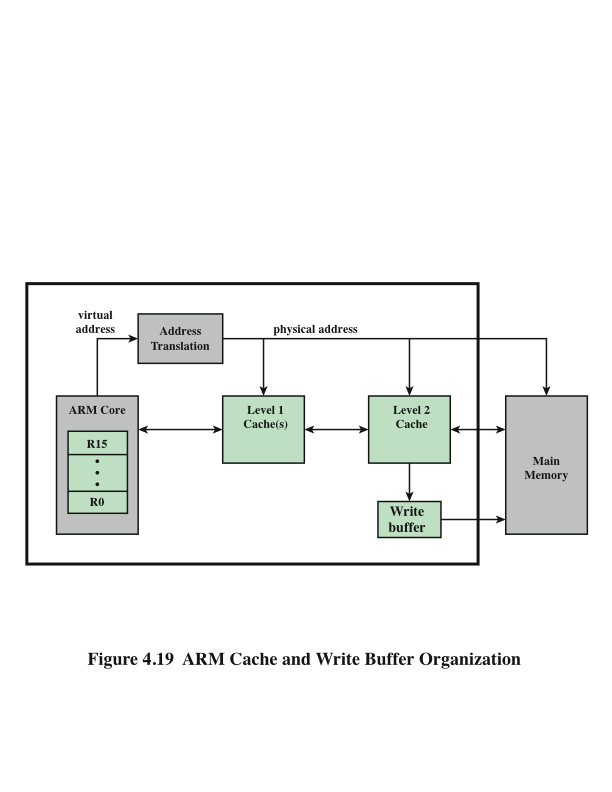 virtual
address
Address
Translation
physical address
ARM Core
R15
R0
Level 1
Cache(s)
Level 2
Cache
Write
buffer
Main
Memory
Figure 4.19 ARM Cache and Write Buffer Organization